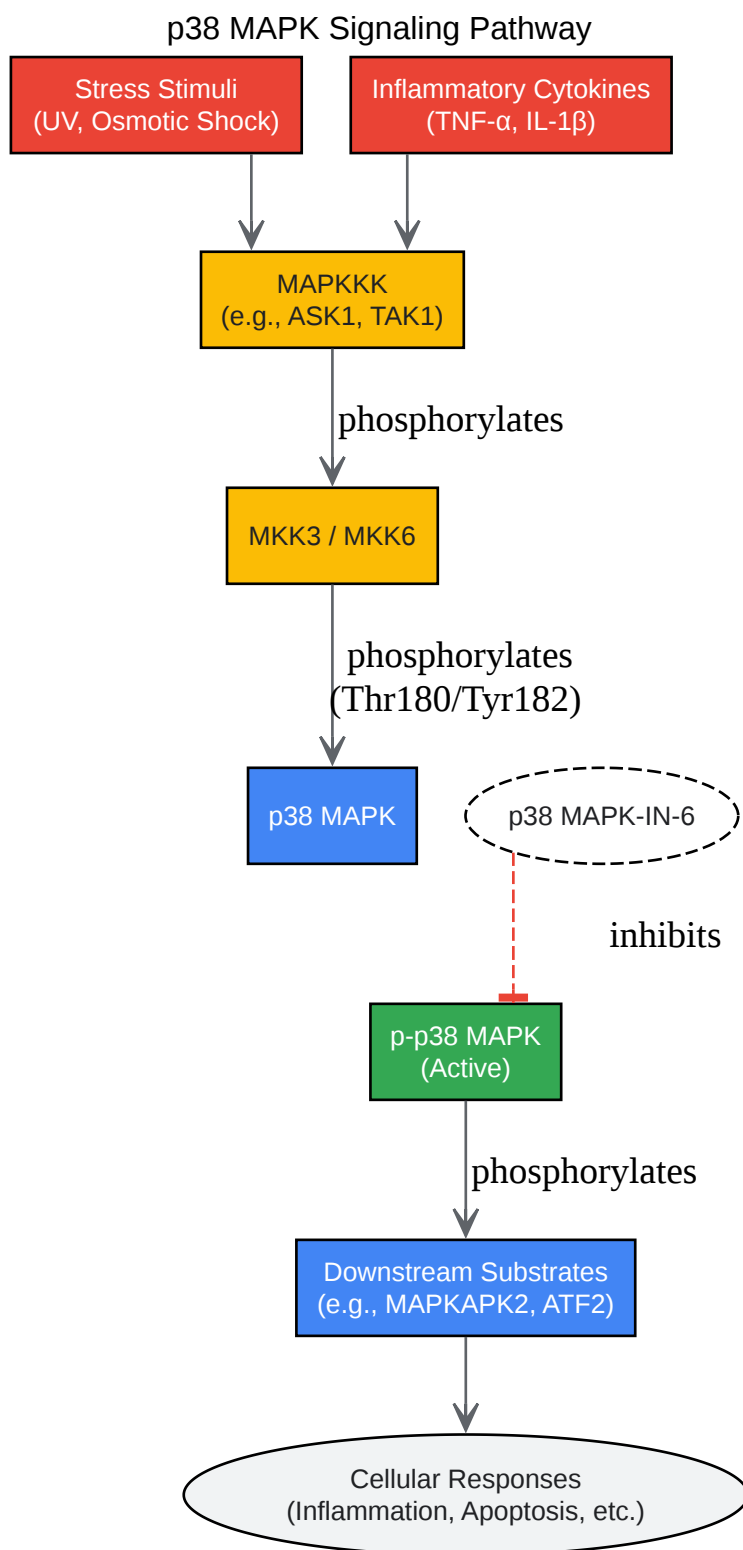 p38 MAPK Signaling Pathway
Stress Stimuli
(UV, Osmotic Shock)
Inflammatory Cytokines
(TNF-α, IL-1β)
MAPKKK
(e.g., ASK1, TAK1)
phosphorylates
MKK3 / MKK6
phosphorylates
(Thr180/Tyr182)
p38 MAPK
p38 MAPK-IN-6
inhibits
p-p38 MAPK
(Active)
phosphorylates
Downstream Substrates
(e.g., MAPKAPK2, ATF2)
Cellular Responses
(Inflammation, Apoptosis, etc.)